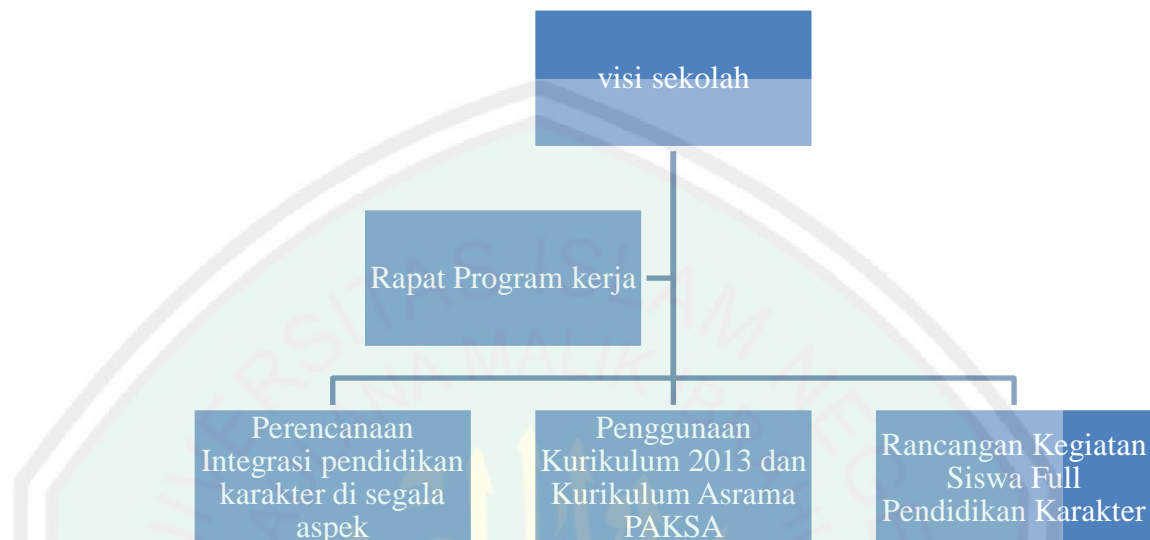 visi sekolah
Rapat Program kerja
Perencanaan
Integrasi pendidikan
karakter di segala
aspek
Penggunaan
Kurikulum 2013 dan
Kurikulum Asrama
PAKSA
Rancangan Kegiatan
Siswa Full
Pendidikan Karakter